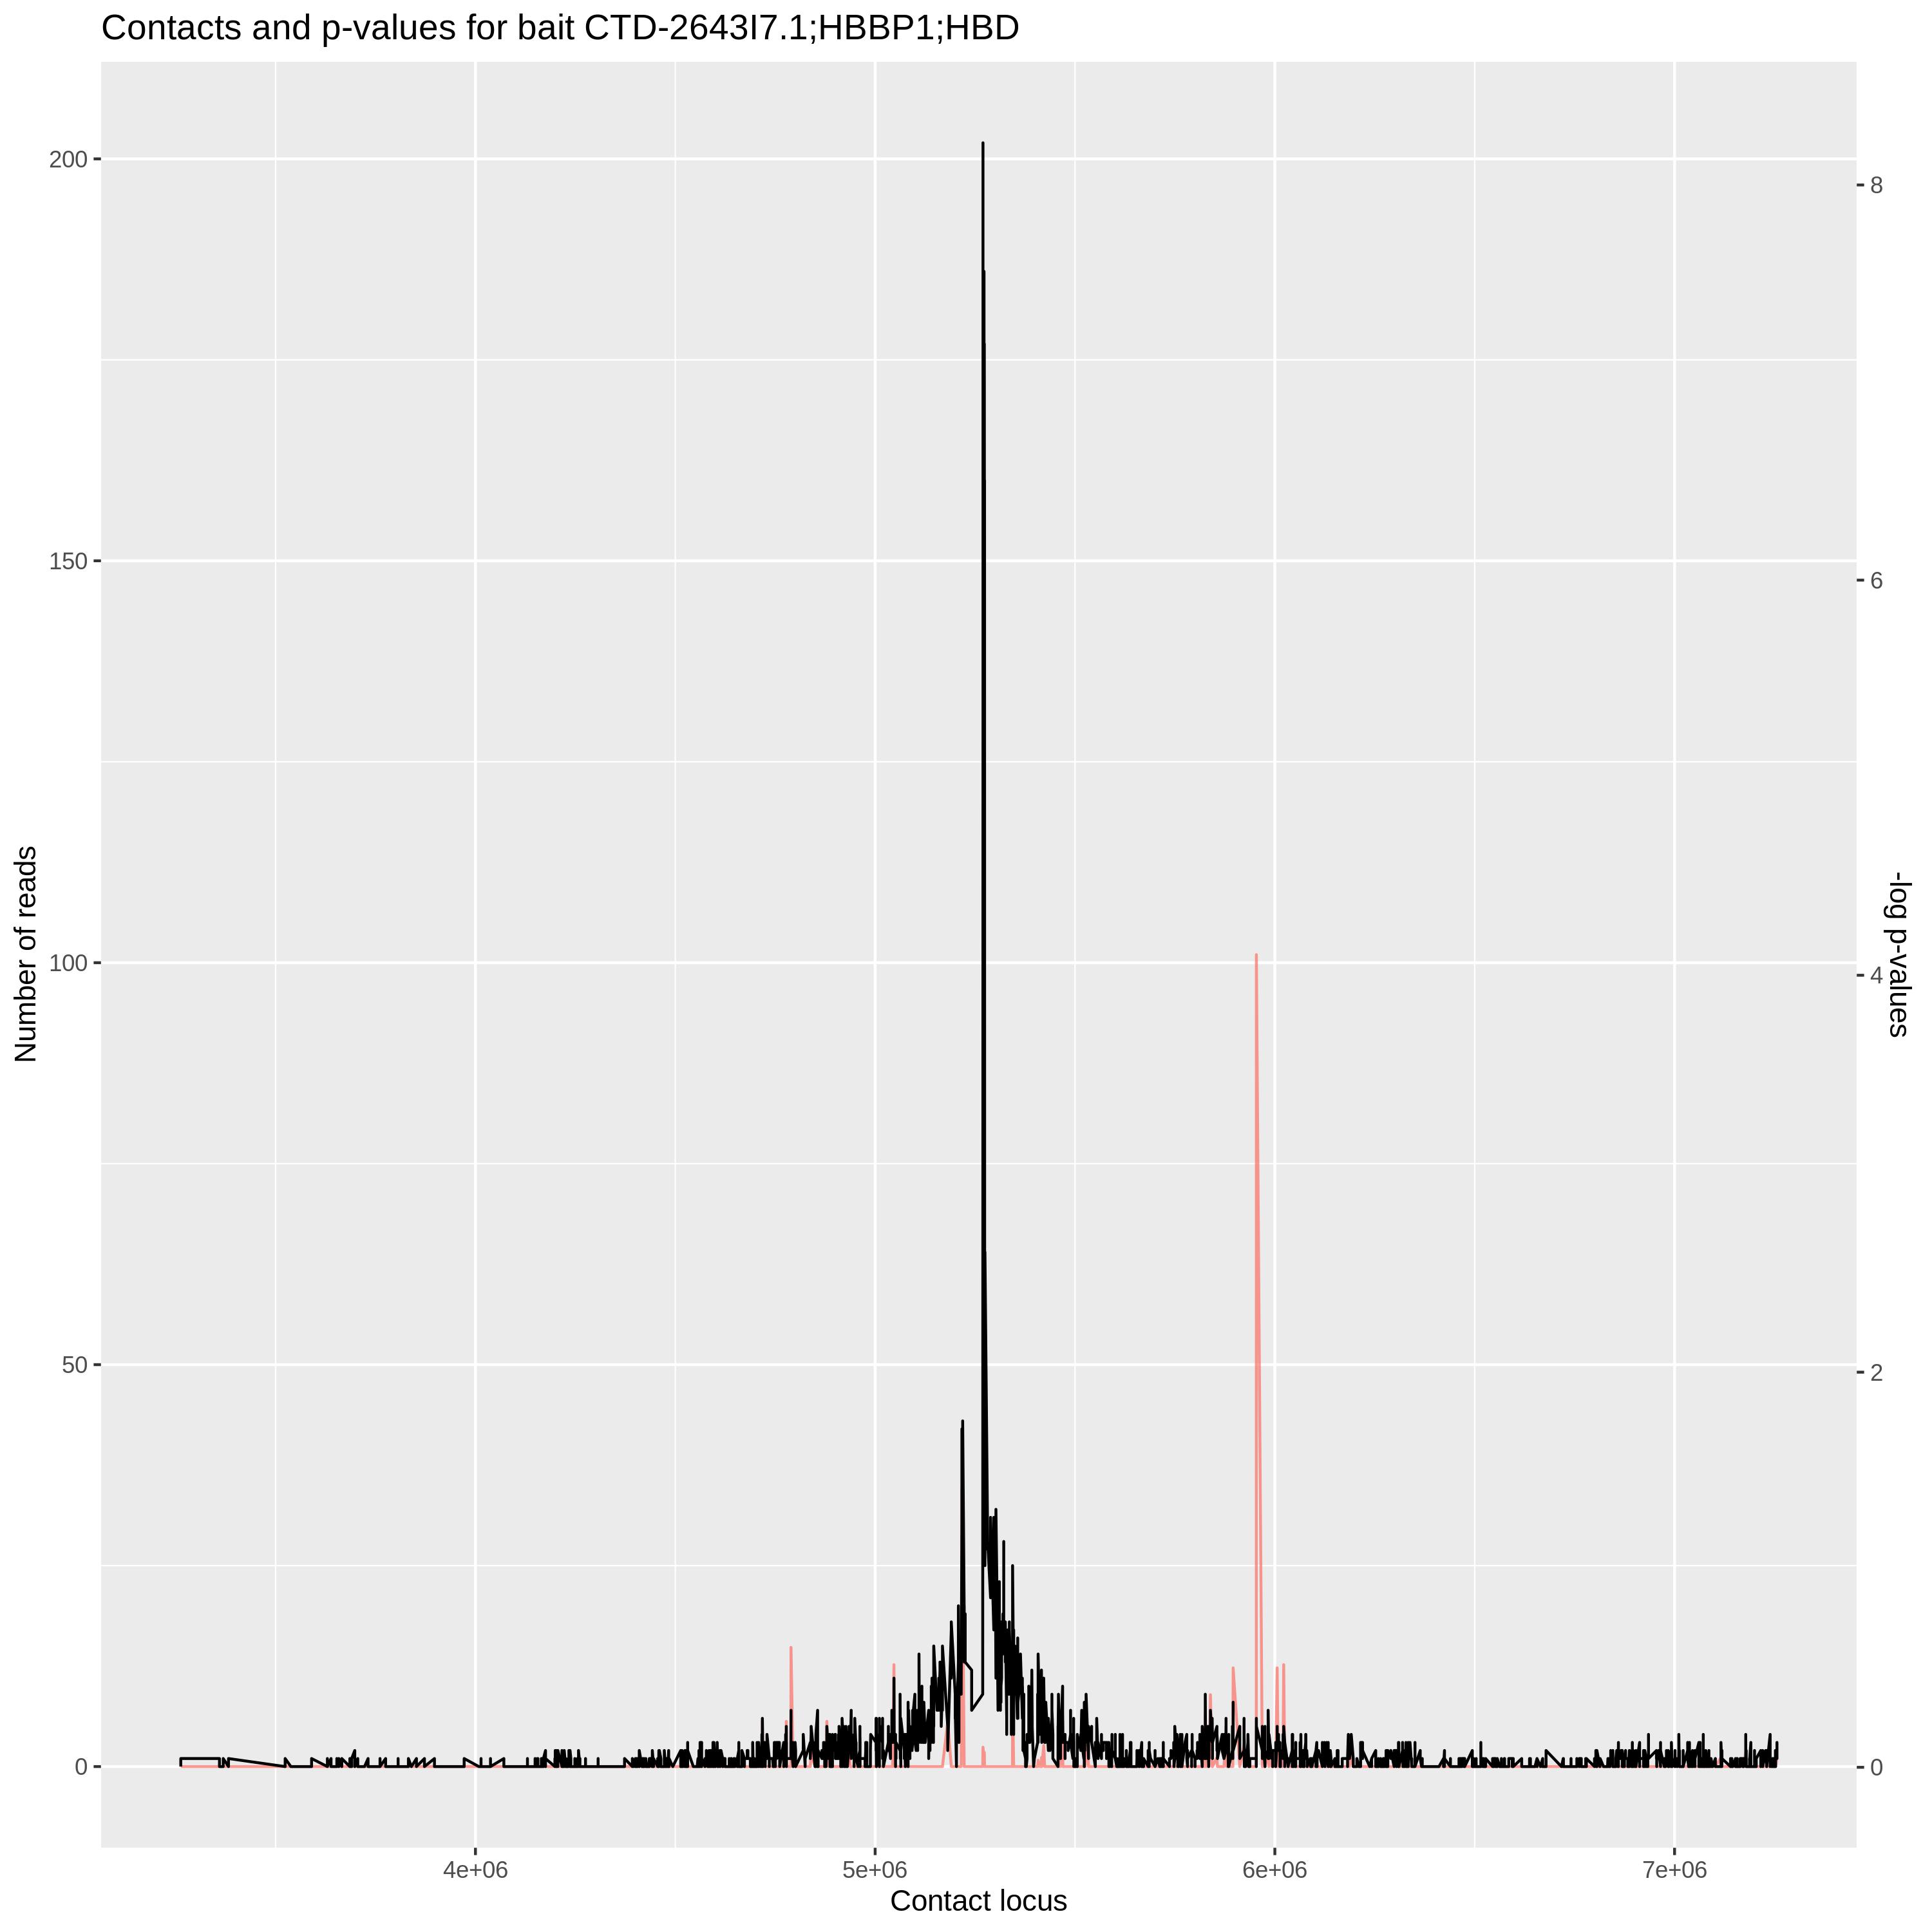 Contacts and p-values for bait CTD-2643I7.1;HBBP1;HBD
200
150
100
50
0
Number of reads
8
6
4
2
0
-log p-values
4e+06
5e+06
6e+06
7e+06
Contact locus